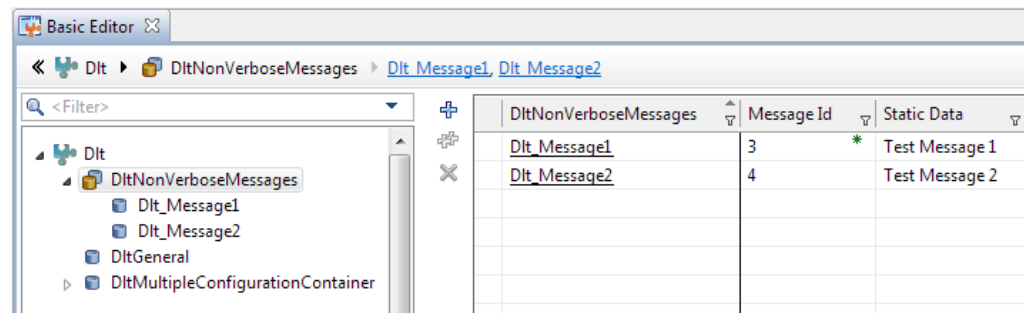 Basic Editor
Dlt DltNonVerboseMessages Dlt_Message1, Dlt_Message2
<Filter>
DltNonVerboseMessages Message Id Static Data
Dlt_Message1 3 * Test Message 1
Dlt_Message2 4 Test Message 2
Dlt
DltNonVerboseMessages
Dlt_Message1
Dlt_Message2
DltGeneral
DltMultipleConfigurationContainer